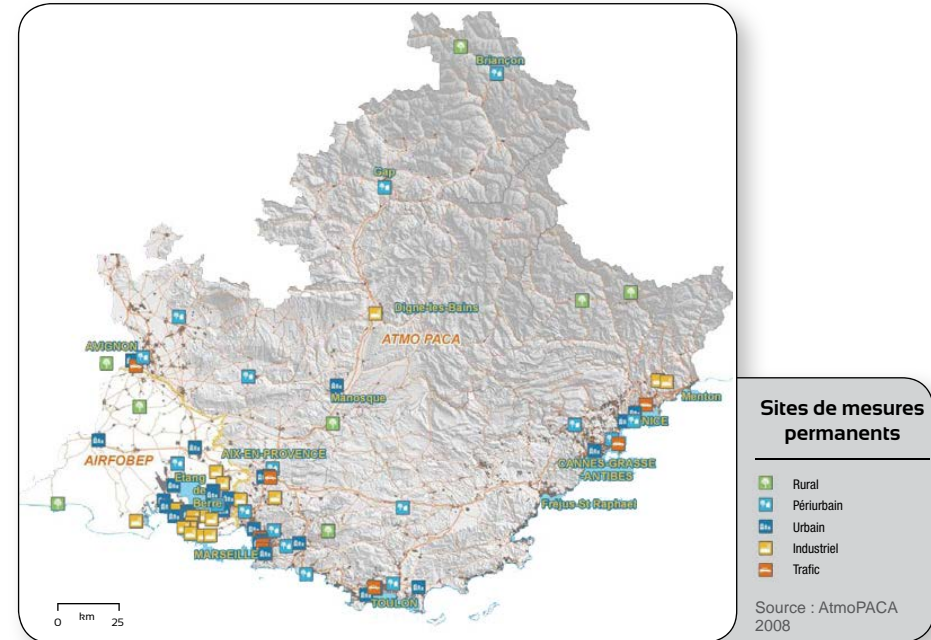 Briançon
Gap
Digne-les-Bains
ATMO PACA
AVIGNON
Manosque
Menton
NICE
AIRFOBEP
AIX-EN-PROVENCE
CANNES-GRASSE
-ANTIBES
Etang
de
Berre
Fréjus-St Raphael
MARSEILLE
TOULON
0 km 25
Sites de mesures
permanents
Rural
Périurbain
Urbain
Industriel
Trafic
Source : AtmoPACA
2008